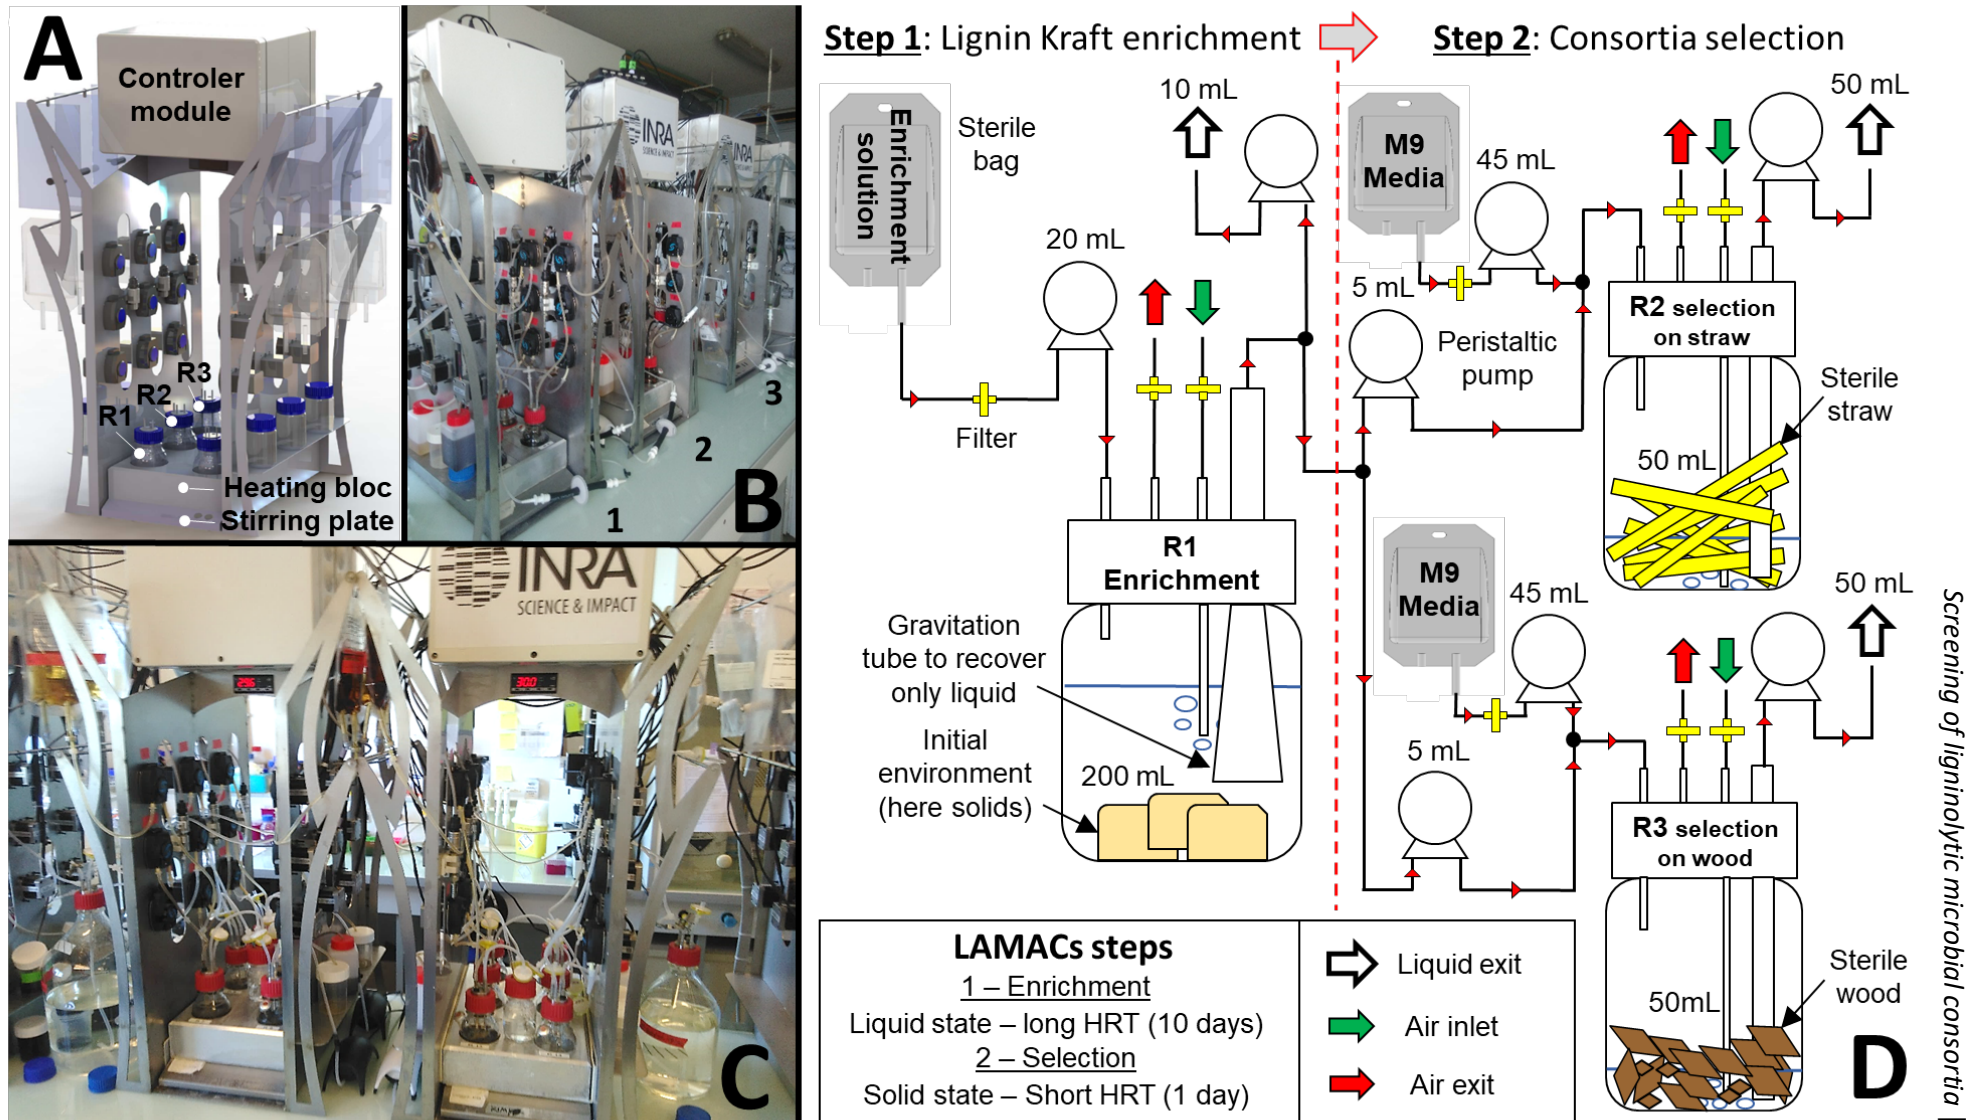 A
Controler
module
R3
R2
R1
Heating bloc
Stirring plate
INRA
SCIENCE & IMPACT
INRA
3
2
1
B
INRA
SCIENCE & IMPACT
30.0
C
Step 1: Lignin Kraft enrichment
Step 2: Consortia selection
Enrichment
solution
Sterile
bag
10 mL
20 mL
Filter
R1
Enrichment
Gravitation
tube to recover
only liquid
Initial
environment
(here solids)
200 mL
M9
Media
45 mL
50 mL
5 mL
Peristaltic
pump
R2 selection
on straw
Sterile
straw
50 mL
M9
Media
45 mL
50 mL
5 mL
R3 selection
on wood
Sterile
wood
50mL
D
LAMACs steps
1 – Enrichment
Liquid state – long HRT (10 days)
2 – Selection
Solid state – Short HRT (1 day)
Liquid exit
Air inlet
Air exit
Screening of ligninolytic microbial consortia